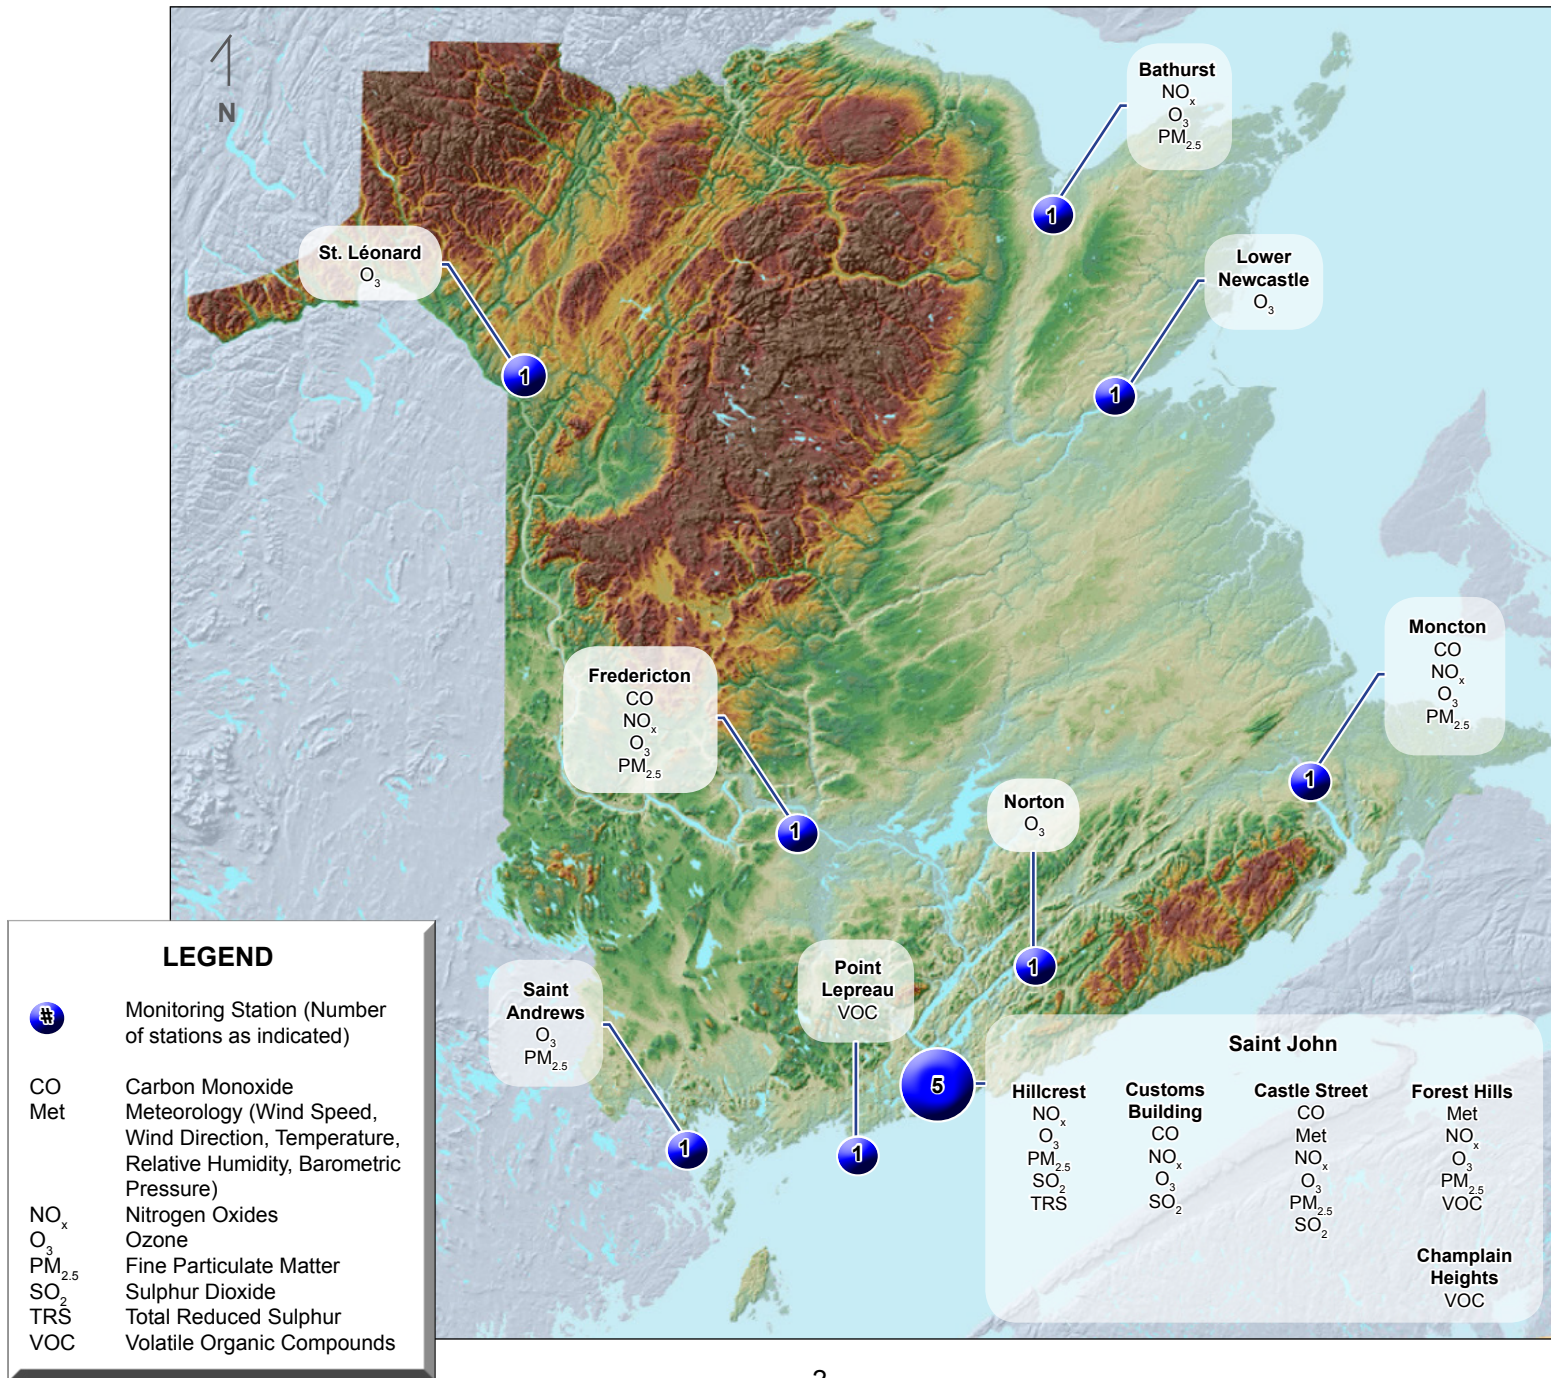 N
Bathurst
NOx
O3
PM2.5
1
St. Léonard
O3
1
Lower
Newcastle
O3
1
Moncton
CO
NOx
O3
PM2.5
1
Fredericton
CO
NOx
O3
PM2.5
1
Norton
O3
1
Saint
Andrews
O3
PM2.5
1
Point
Lepreau
VOC
1
5
Saint John
Hillcrest
NOx
O3
PM2.5
SO2
TRS
Customs
Building
CO
NOx
O3
SO2
Castle Street
CO
Met
NOx
O3
PM2.5
SO2
Forest Hills
Met
NOx
O3
PM2.5
VOC
Champlain
Heights
VOC
LEGEND
# Monitoring Station (Number
of stations as indicated)
CO Carbon Monoxide
Met Meteorology (Wind Speed,
Wind Direction, Temperature,
Relative Humidity, Barometric
Pressure)
NOx Nitrogen Oxides
O3 Ozone
PM2.5 Fine Particulate Matter
SO2 Sulphur Dioxide
TRS Total Reduced Sulphur
VOC Volatile Organic Compounds